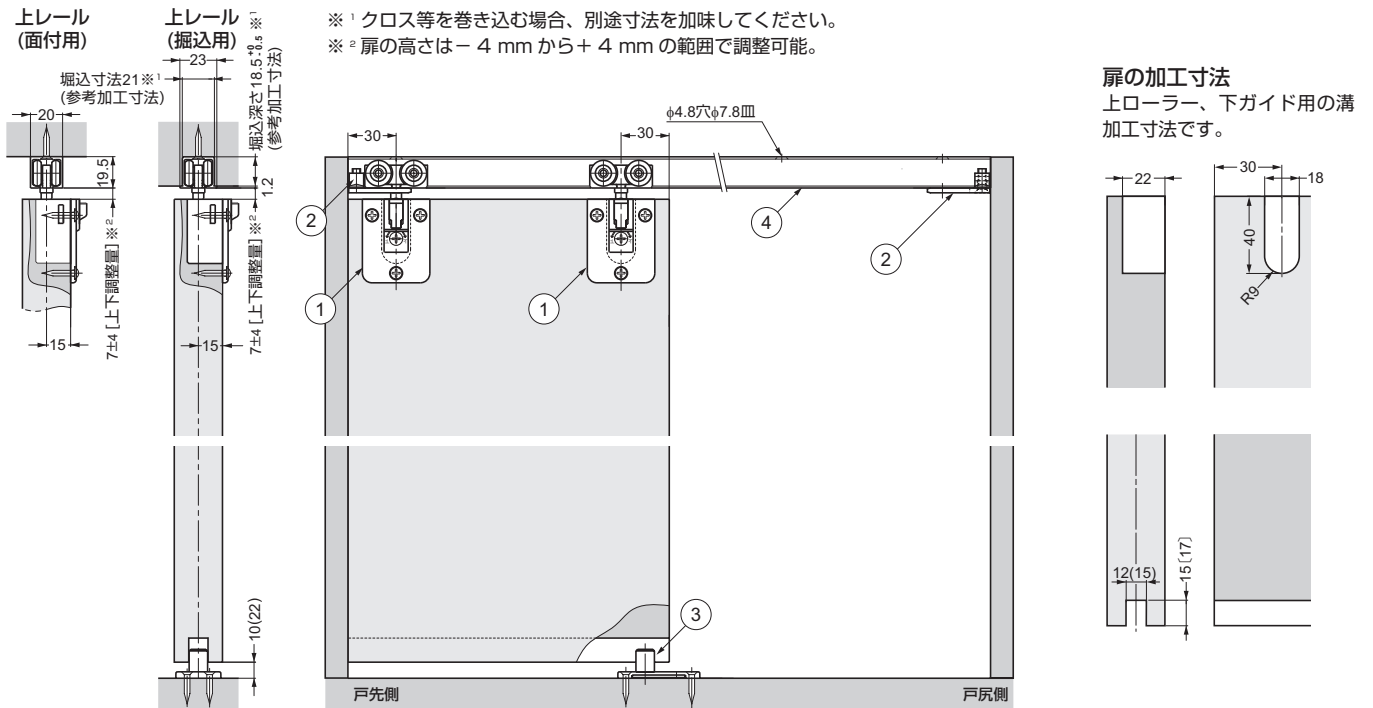 上レール
(面付用)
上レール
(掘込用)
※¹ クロス等を巻き込む場合、別途寸法を加味してください。
※² 扉の高さは－ 4 mm から＋ 4 mm の範囲で調整可能。
扉の加工寸法
上ローラー、下ガイド用の溝
加工寸法です。
堀込寸法21※¹
(参考加工寸法)
20
23
堀込深さ18.5 +0 -0.5 ※¹
(参考加工寸法)
19.5
1.2
7±4 [上下調整量] ※²
7±4 [上下調整量] ※²
15
15
10(22)
30
30
φ4.8穴φ7.8皿
②
①
①
④
②
③
戸先側
戸尻側
22
30
18
40
R9
12(15)
15[17]